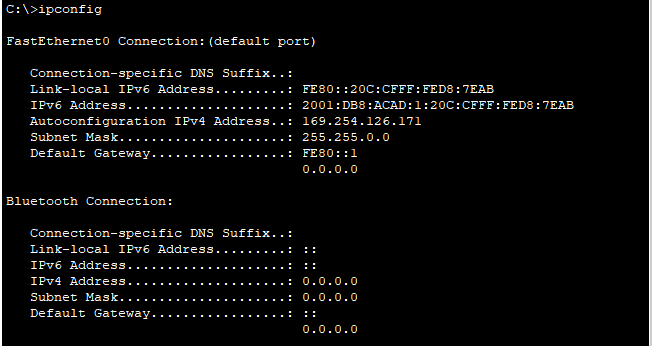 C:\>ipconfig
FastEthernet0 Connection:(default port)
Connection-specific DNS Suffix..:
Link-local IPv6 Address.........: FE80::20C:CFFF:FED8:7EAB
IPv6 Address....................: 2001:DB8:ACAD:1:20C:CFFF:FED8:7EAB
Autoconfiguration IPv4 Address..: 169.254.126.171
Subnet Mask.....................: 255.255.0.0
Default Gateway.................: FE80::1
0.0.0.0
Bluetooth Connection:
Connection-specific DNS Suffix..:
Link-local IPv6 Address.........: ::
IPv6 Address....................: ::
IPv4 Address....................: 0.0.0.0
Subnet Mask.....................: 0.0.0.0
Default Gateway.................: ::
0.0.0.0